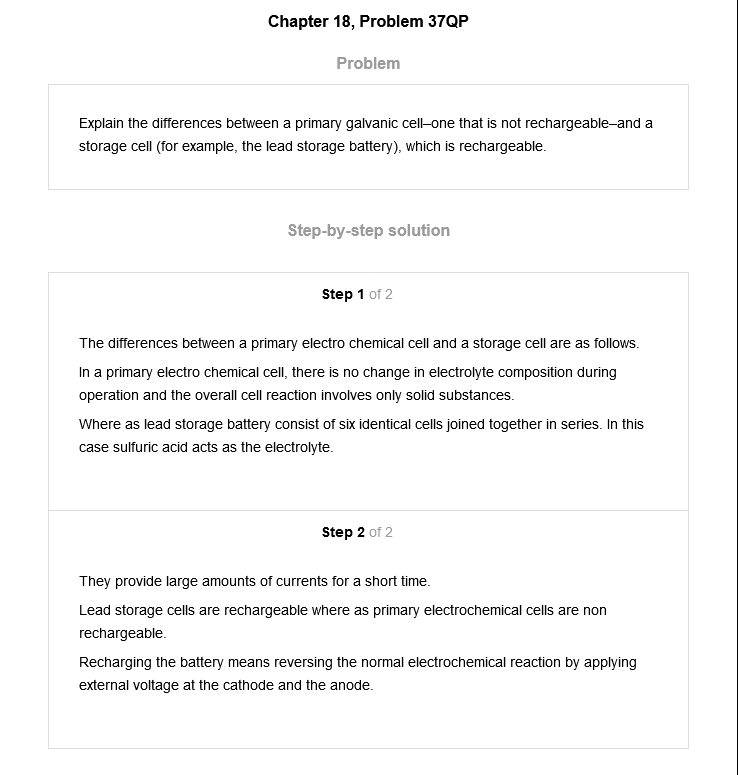 Chapter 18, Problem 37QP
Problem
Explain the differences between a primary galvanic cell–one that is not rechargeable–and a
storage cell (for example, the lead storage battery), which is rechargeable.
Step-by-step solution
Step 1 of 2
The differences between a primary electro chemical cell and a storage cell are as follows.
In a primary electro chemical cell, there is no change in electrolyte composition during
operation and the overall cell reaction involves only solid substances.
Where as lead storage battery consist of six identical cells joined together in series. In this
case sulfuric acid acts as the electrolyte.
Step 2 of 2
They provide large amounts of currents for a short time.
Lead storage cells are rechargeable where as primary electrochemical cells are non
rechargeable.
Recharging the battery means reversing the normal electrochemical reaction by applying
external voltage at the cathode and the anode.